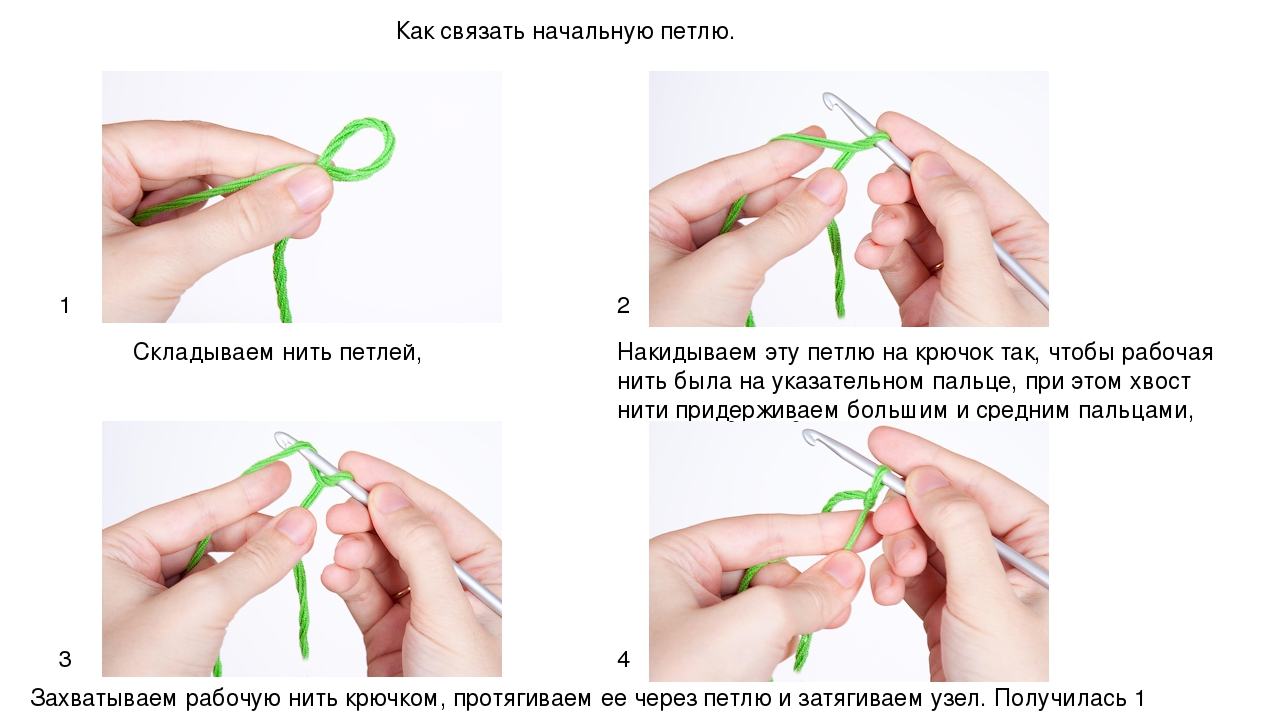 Как связать начальную петлю.
1
2
Складываем нить петлей,
Накидываем эту петлю на крючок так, чтобы рабочая
нить была на указательном пальце, при этом хвост
нити придерживаем большим и средним пальцами,
3
4
Захватываем рабочую нить крючком, протягиваем ее через петлю и затягиваем узел. Получилась 1